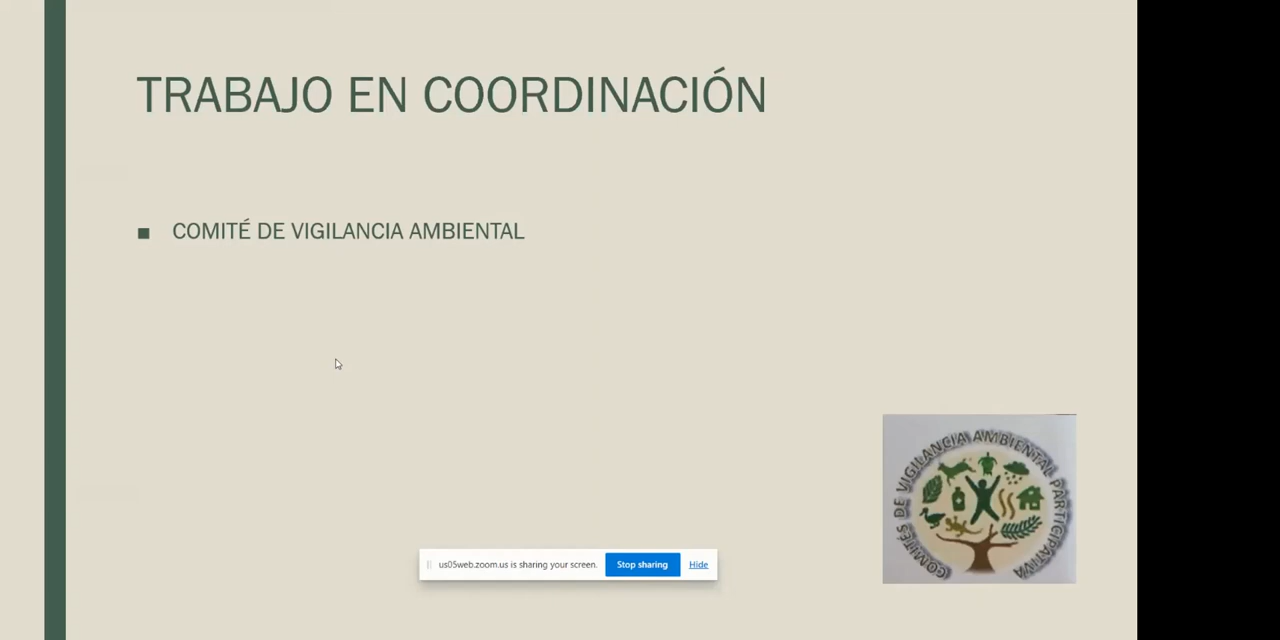 TRABAJO EN COORDINACIÓN
■ COMITÉ DE VIGILANCIA AMBIENTAL
COMITÉS DE VIGILANCIA AMBIENTAL PARTICIPATIVA
us05web.zoom.us is sharing your screen.
Stop sharing
Hide